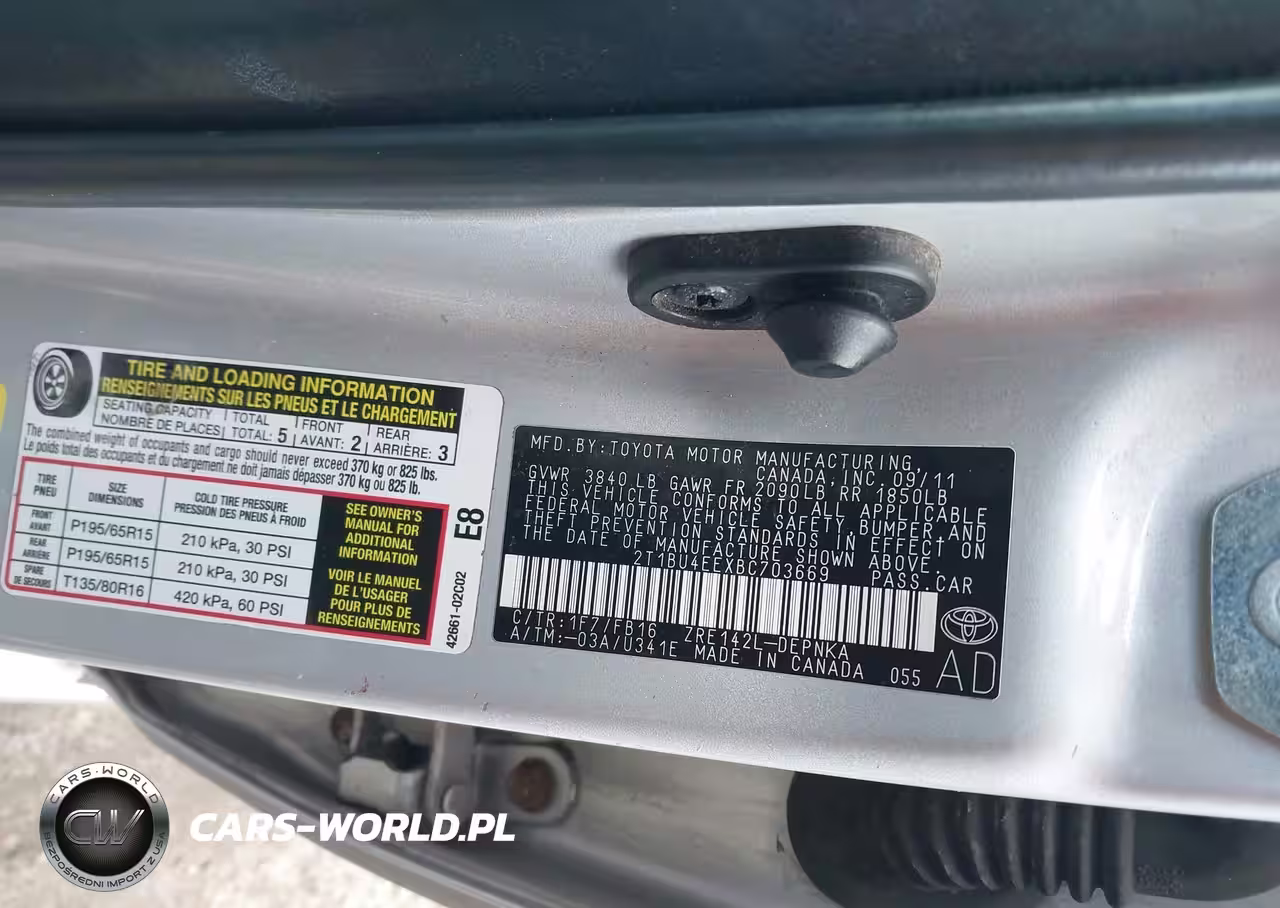 TIRE AND LOADING INFORMATION
RENSEIGNEMENTS SUR LES PNEUS ET LE CHARGEMENT
SEATING CAPACITY | TOTAL | FRONT | REAR
NOMBRE DE PLACES | TOTAL: 5 | AVANT: 2 | ARRIÈRE: 3
The combined weight of occupants and cargo should never exceed 370 kg or 825 lbs.
Le poids total des occupants et du chargement ne doit jamais dépasser 370 kg ou 825 lb.
TIRE
PNEU
SIZE
DIMENSIONS
COLD TIRE PRESSURE
PRESSION DES PNEUS À FROID
FRONT
AVANT
P195/65R15
210 kPa, 30 PSI
REAR
ARRIÈRE
P195/65R15
210 kPa, 30 PSI
SPARE
DE SECOURS
T135/80R16
420 kPa, 60 PSI
SEE OWNER'S
MANUAL FOR
ADDITIONAL
INFORMATION
VOIR LE MANUEL
DE L'USAGER
POUR PLUS DE
RENSEIGNEMENTS
E8
42661-02C02
MFD.BY:TOYOTA MOTOR MANUFACTURING,
CANADA,INC.09/11
GVWR 3840 LB GAWR FR 2090LB RR 1850LB
THIS VEHICLE CONFORMS TO ALL APPLICABLE
FEDERAL MOTOR VEHICLE SAFETY,BUMPER,AND
THEFT PREVENTION STANDARDS IN EFFECT ON
THE DATE OF MANUFACTURE SHOWN ABOVE.
2T1BU4EEXBC703669 PASS.CAR
C/TR:1F7/FB16 ZRE142L-DEPNKA
A/TM:-03A/U341E MADE IN CANADA 055
AD
CARS-WORLD
CW
BEZPOŚREDNI IMPORT Z USA
CARS-WORLD.PL